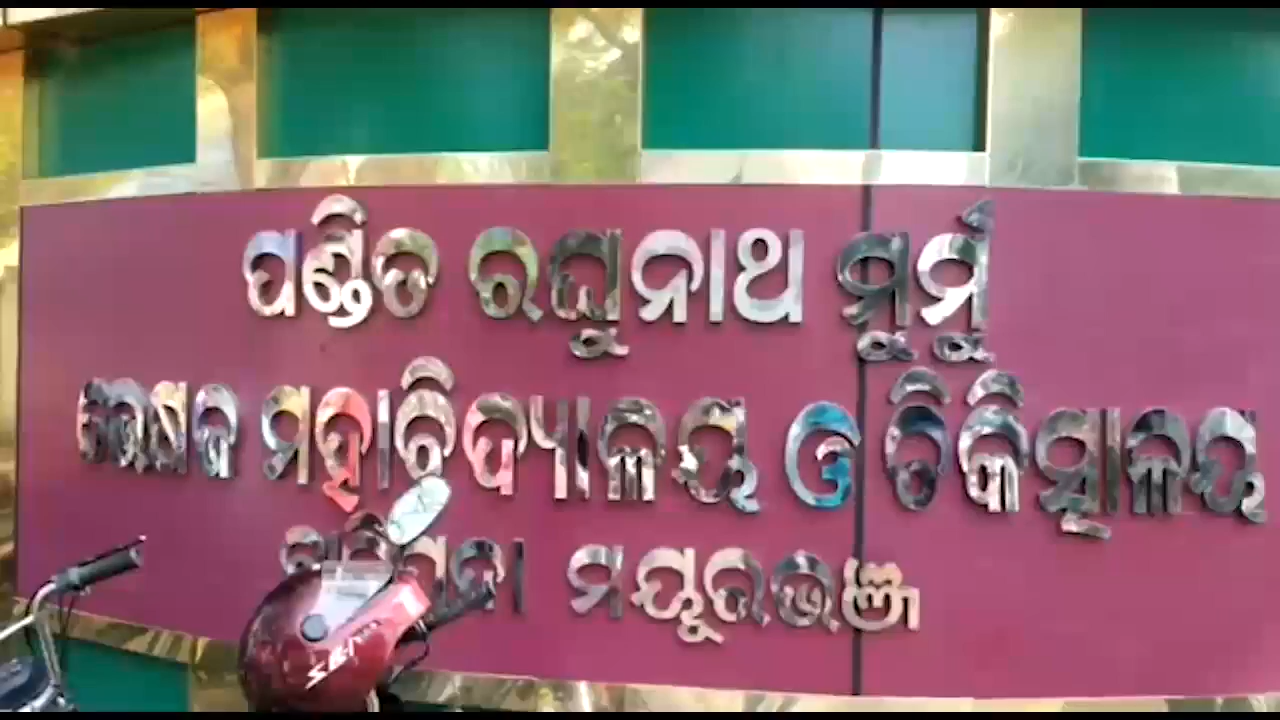 ପଣ୍ଡିତ ରଘୁନାଥ ମୁର୍ମୁ
ଭେଷଜ ମହାବିଦ୍ୟାଳୟ ଓ ଚିକିତ୍ସାଳୟ
ମୟୂରଭଞ୍ଜ